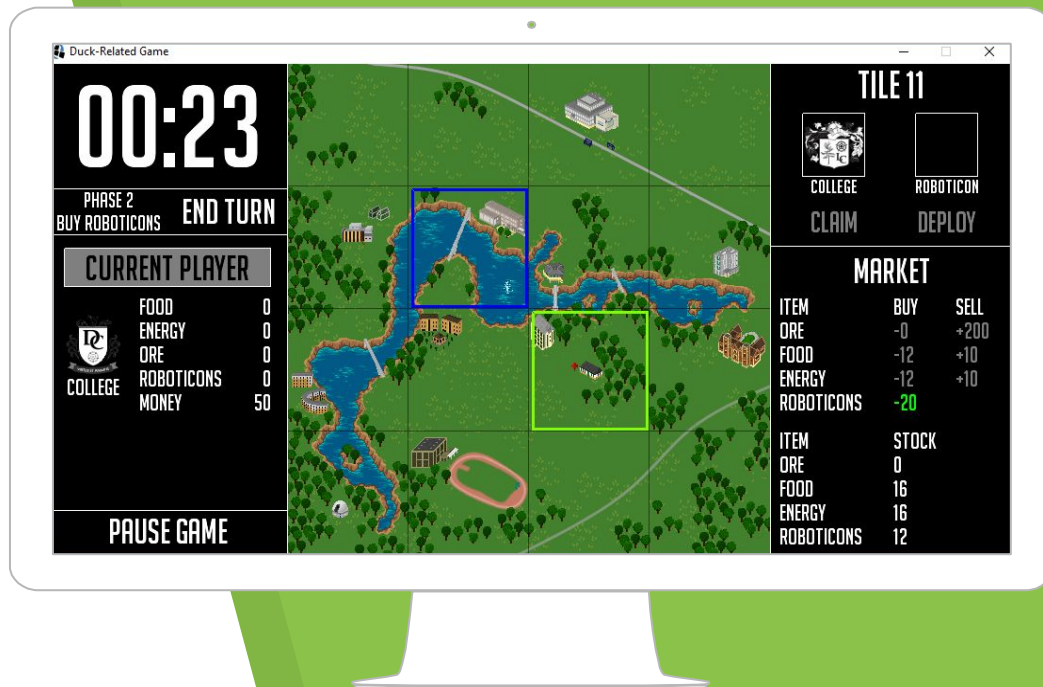 Duck-Related Game
00:23
PHASE 2
BUY ROBOTICONS
END TURN
CURRENT PLAYER
FOOD 0
ENERGY 0
ORE 0
ROBOTICONS 0
MONEY 50
DC
COLLEGE
PAUSE GAME
TILE 11
LC
COLLEGE
ROBOTICON
CLAIM
DEPLOY
MARKET
ITEM BUY SELL
ORE -0 +200
FOOD -12 +10
ENERGY -12 +10
ROBOTICONS -20
ITEM STOCK
ORE 0
FOOD 16
ENERGY 16
ROBOTICONS 12